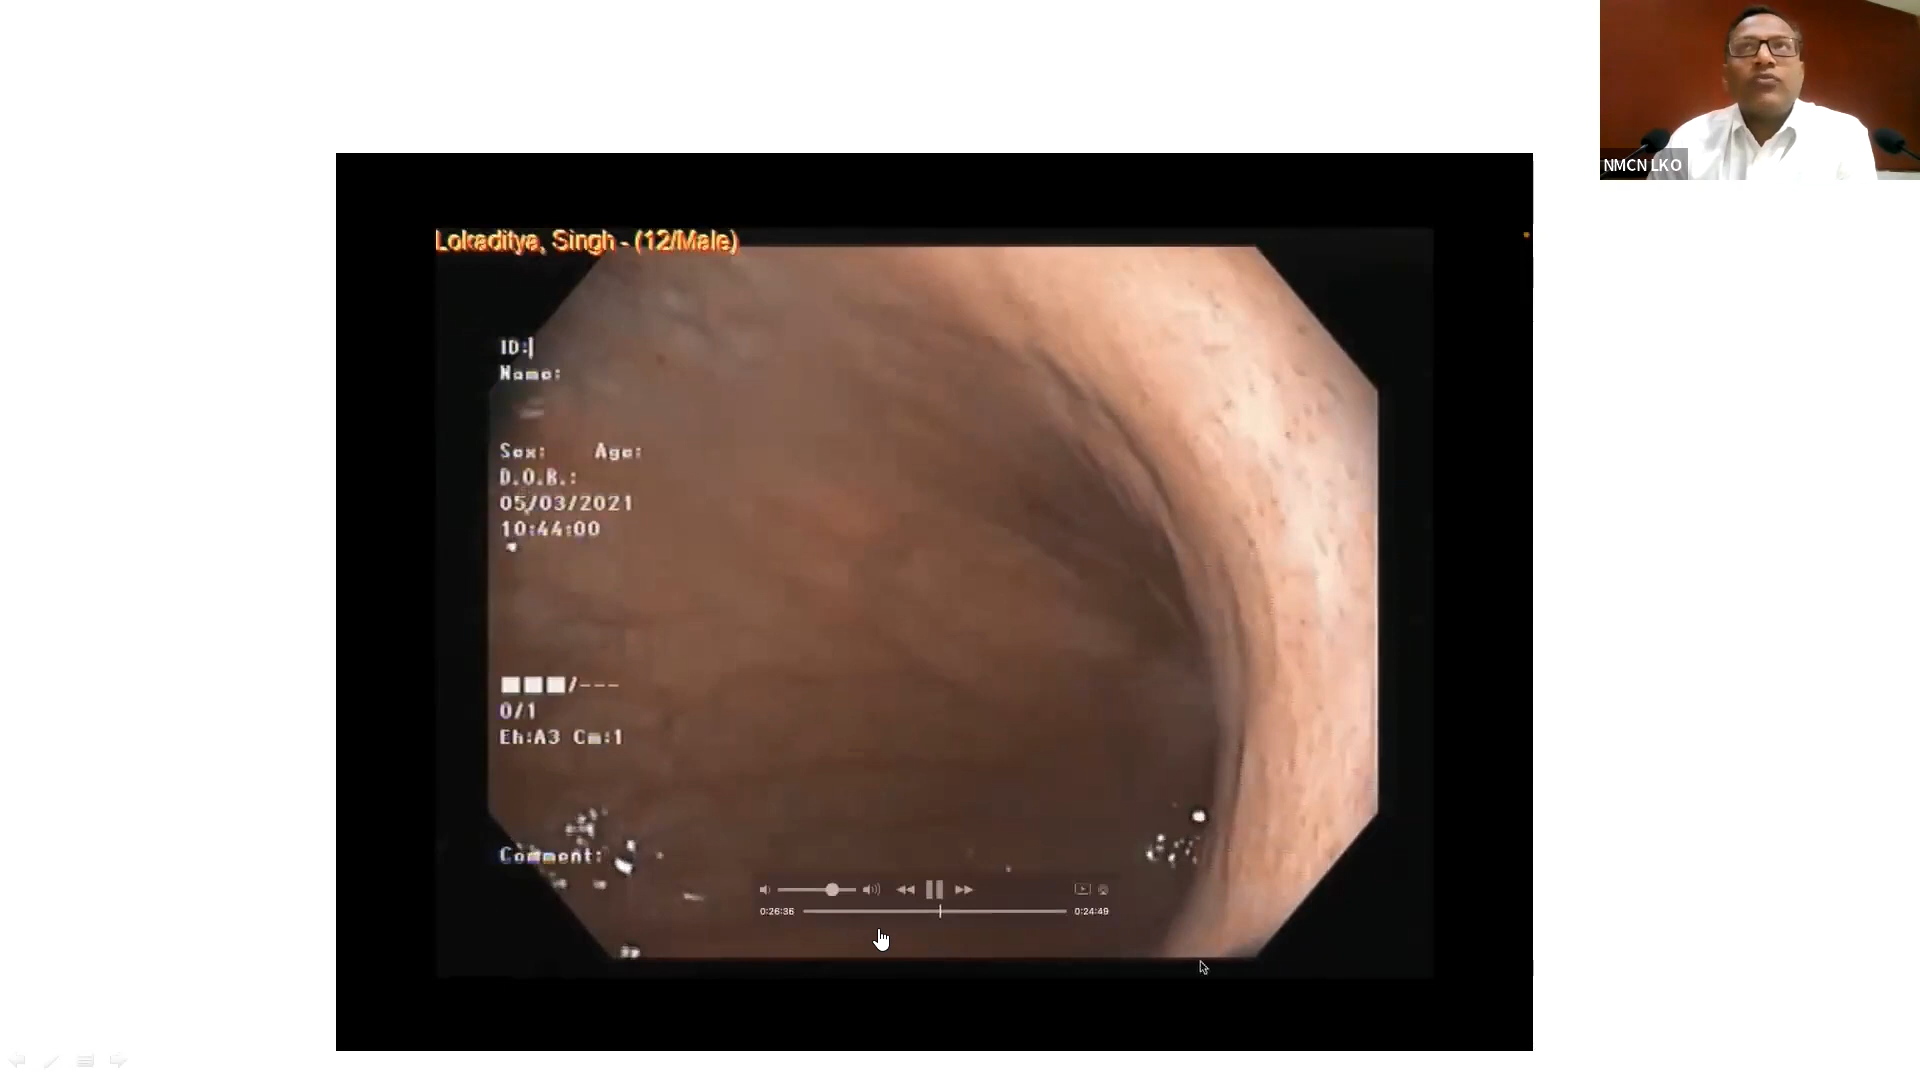 NMCN LKO
Lokaditya, Singh - (12/Male)
ID:
Name:
Sex: Age:
D.O.B.:
05/03/2021
10:44:00
/---
0/1
Eh:A3 Cm:1
Comment:
0:26:36
0:24:49